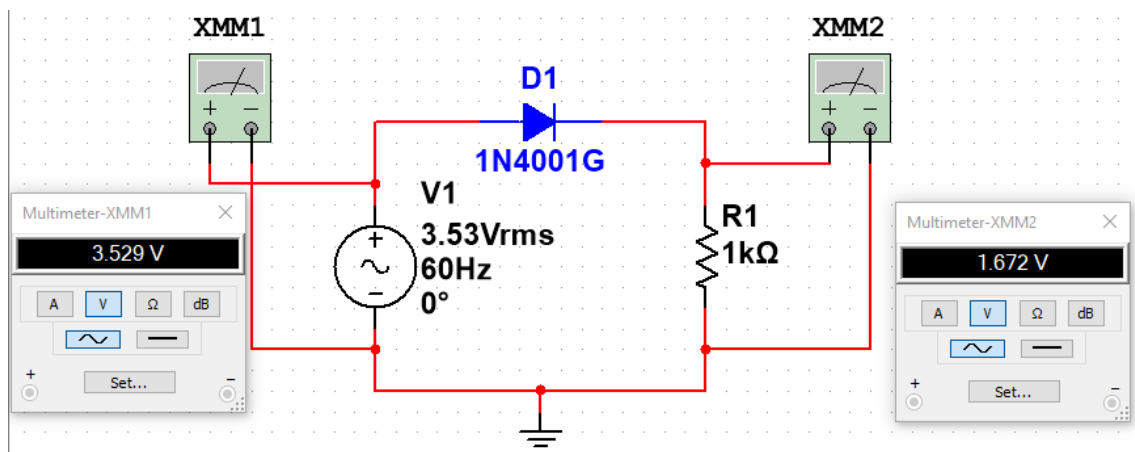 XMM1
XMM2
D1
1N4001G
V1
3.53Vrms
60Hz
0°
R1
1kΩ
Multimeter-XMM1
3.529 V
A V Ω dB
Set...
Multimeter-XMM2
1.672 V
A V Ω dB
Set...